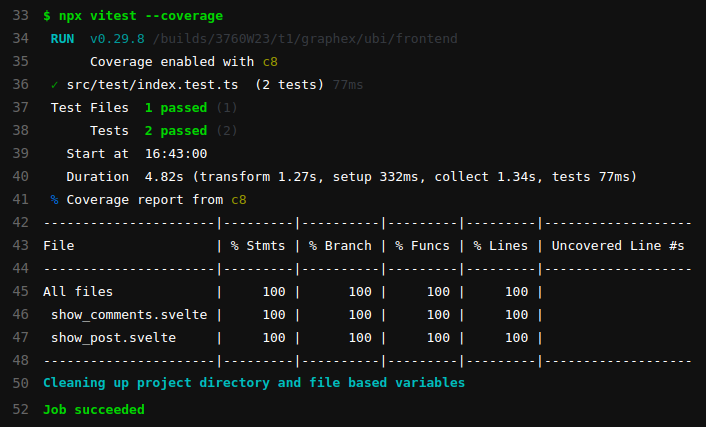 33 $ npx vitest --coverage
34  RUN  v0.29.8 /builds/3760W23/t1/graphex/ubi/frontend
35       Coverage enabled with c8
36  ✓ src/test/index.test.ts  (2 tests) 77ms
37  Test Files  1 passed (1)
38       Tests  2 passed (2)
39    Start at  16:43:00
40    Duration  4.82s (transform 1.27s, setup 332ms, collect 1.34s, tests 77ms)
41  % Coverage report from c8
42 ----------------------|---------|----------|---------|---------|-------------------
43 File                  | % Stmts | % Branch | % Funcs | % Lines | Uncovered Line #s
44 ----------------------|---------|----------|---------|---------|-------------------
45 All files             |     100 |      100 |     100 |     100 |
46  show_comments.svelte |     100 |      100 |     100 |     100 |
47  show_post.svelte     |     100 |      100 |     100 |     100 |
48 ----------------------|---------|----------|---------|---------|-------------------
50 Cleaning up project directory and file based variables
52 Job succeeded